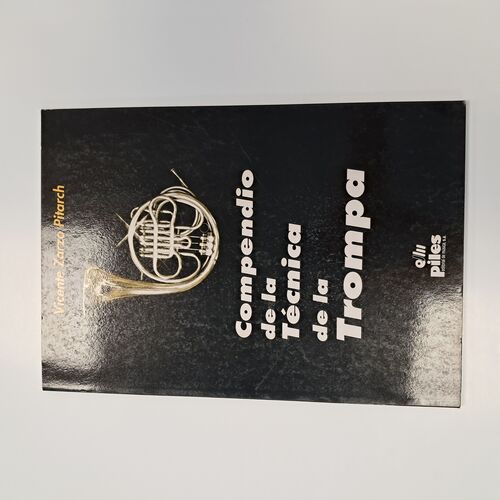 Vicente Zarzo Pitarch
Compendio
de la
Técnica
de la
Trompa
piles